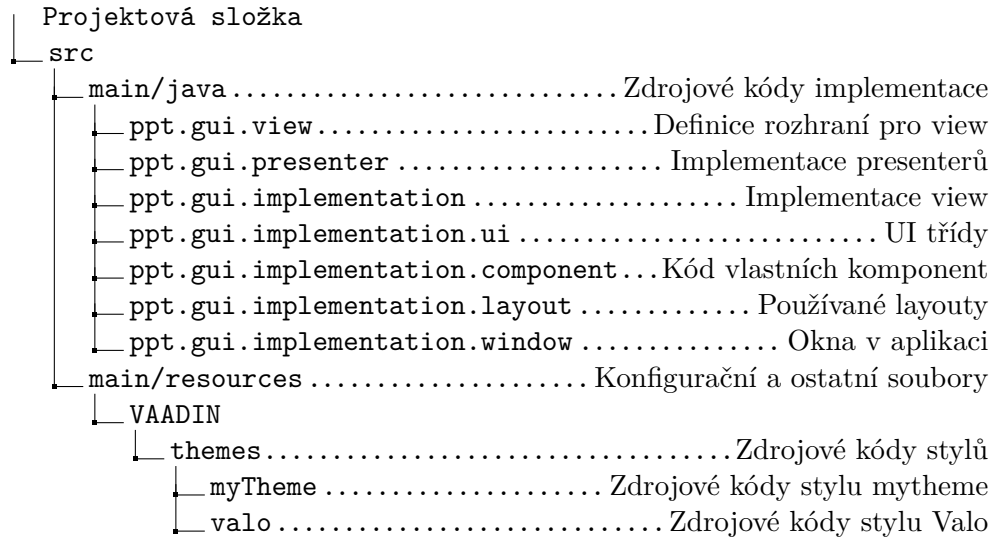 Projektová složka
src
main/java..............................Zdrojové kódy implementace
ppt.gui.view.........................Definice rozhraní pro view
ppt.gui.presenter....................Implementace presenterů
ppt.gui.implementation....................Implementace view
ppt.gui.implementation.ui...........................UI třídy
ppt.gui.implementation.component...Kód vlastních komponent
ppt.gui.implementation.layout.............Používané layouty
ppt.gui.implementation.window...............Okna v aplikaci
main/resources.....................Konfigurační a ostatní soubory
VAADIN
themes...................................Zdrojové kódy stylů
myTheme.....................Zdrojové kódy stylu mytheme
valo.............................Zdrojové kódy stylu Valo